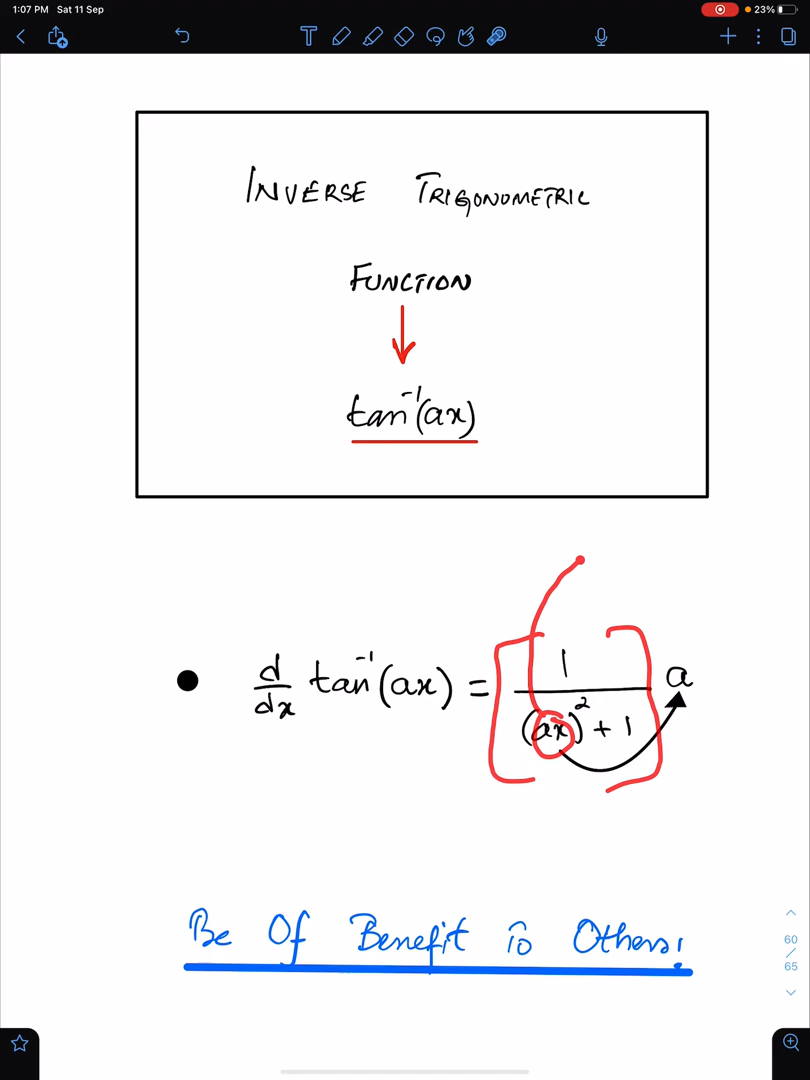 1:07 PM Sat 11 Sep
23%
INVERSE TRIGONOMETRIC
FUNCTION
tan⁻¹(ax)
d/dx tan⁻¹(ax) = [1/((ax)² + 1)] a
Be Of Benefit To Others!
60
/
65